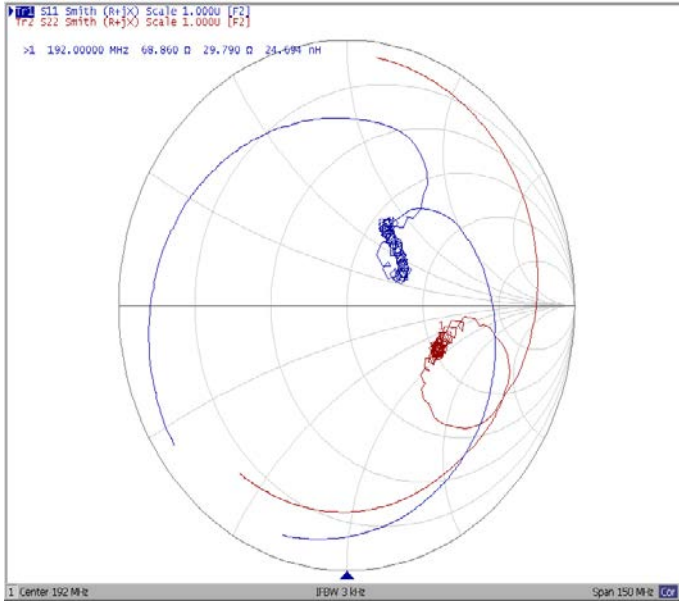 ▶Tr1 S11 Smith (R+jX) Scale 1.000U [F2]
Tr2 S22 Smith (R+jX) Scale 1.000U [F2]
>1 192.00000 MHz 68.860 Ω 29.790 Ω 24.694 nH
1 Center 192 MHz IFBW 3 kHz Span 150 MHz Cor